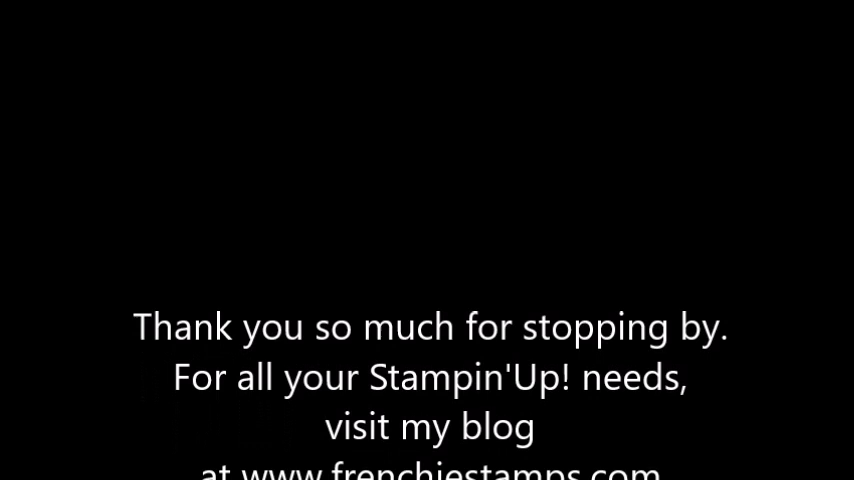 Thank you so much for stopping by.
For all your Stampin'Up! needs,
visit my blog
at www.frenchiestamps.com